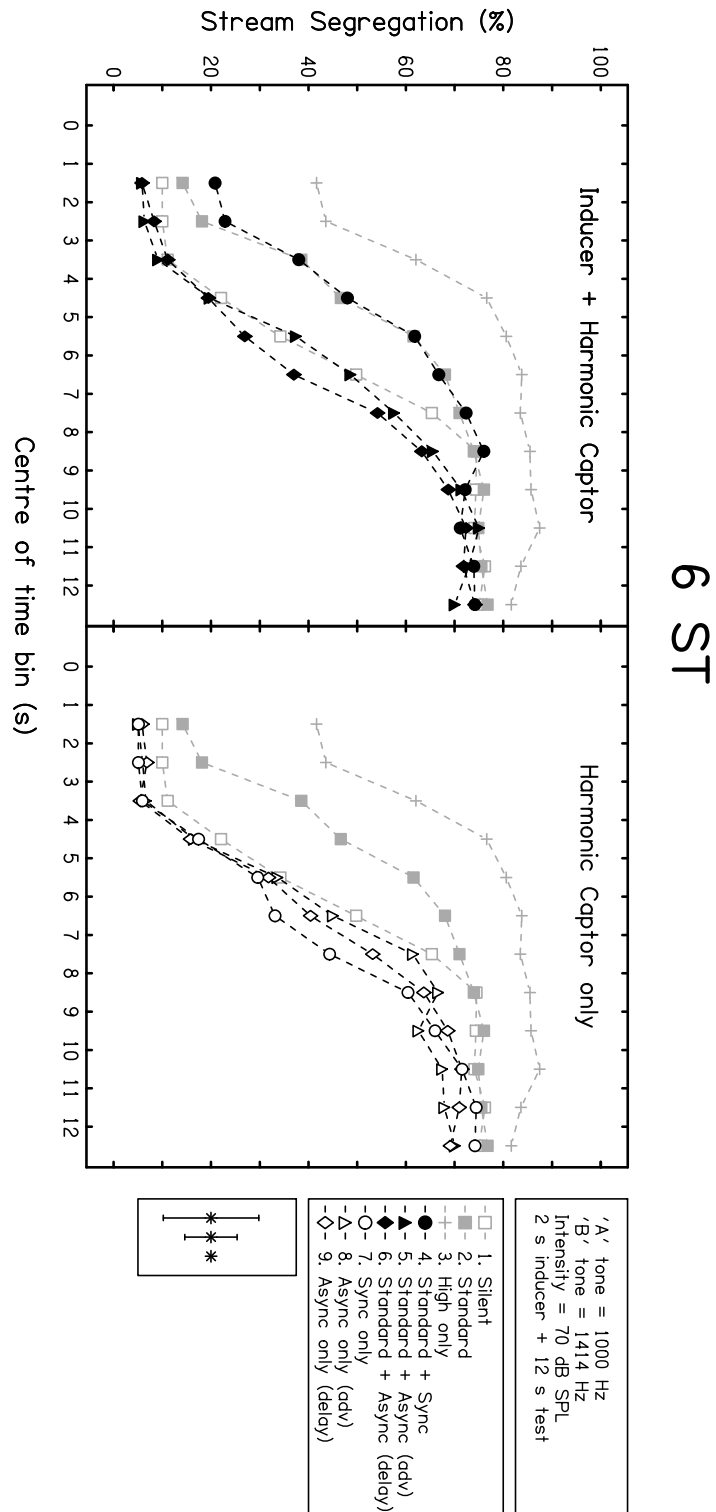 6 ST
Inducer + Harmonic Captor
Harmonic Captor only
Stream Segregation (%)
100
80
60
40
20
0
0 1 2 3 4 5 6 7 8 9 10 11 12
0 1 2 3 4 5 6 7 8 9 10 11 12
Centre of time bin (s)
'A' tone = 1000 Hz
'B' tone = 1414 Hz
Intensity = 70 dB SPL
2 s inducer + 12 s test
1. Silent
2. Standard
3. High only
4. Standard + Sync
5. Standard + Async (adv)
6. Standard + Async (delay)
7. Sync only
8. Async only (adv)
9. Async only (delay)